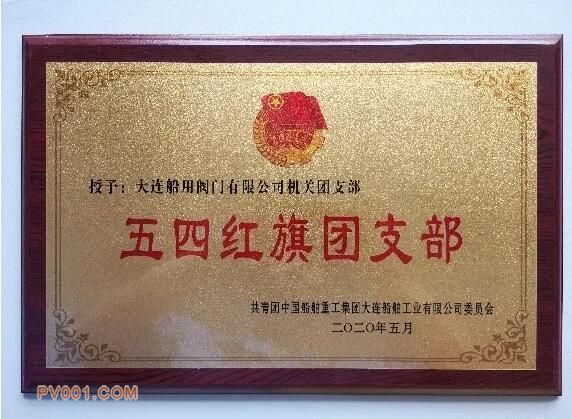 授予：大连船用阀门有限公司机关团支部
五四红旗团支部
共青团中国船舶重工集团大连船舶工业有限公司委员会
二〇二〇年五月
PV001.COM